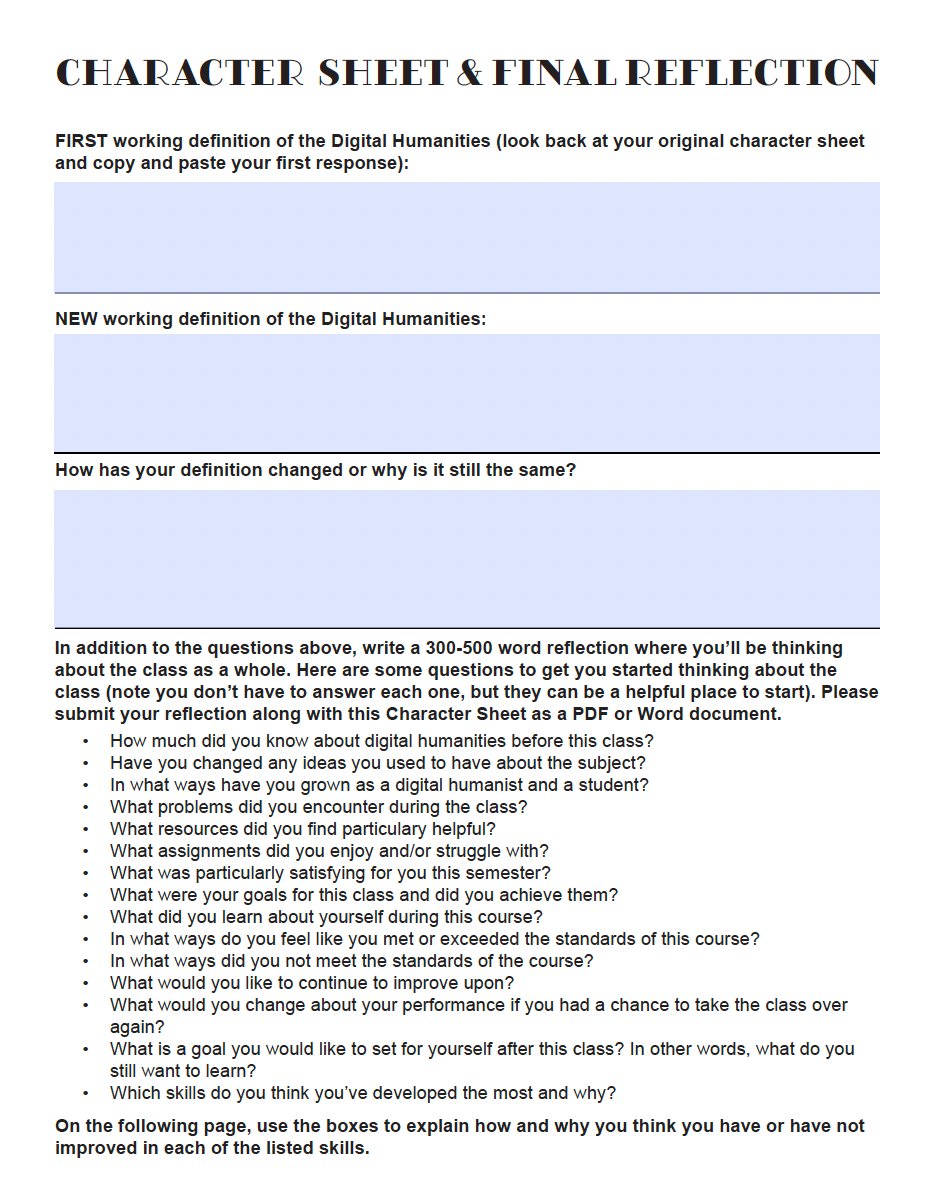 CHARACTER SHEET & FINAL REFLECTION
FIRST working definition of the Digital Humanities (look back at your original character sheet
and copy and paste your first response):
NEW working definition of the Digital Humanities:
How has your definition changed or why is it still the same?
In addition to the questions above, write a 300-500 word reflection where you’ll be thinking
about the class as a whole. Here are some questions to get you started thinking about the
class (note you don’t have to answer each one, but they can be a helpful place to start). Please
submit your reflection along with this Character Sheet as a PDF or Word document.
• How much did you know about digital humanities before this class?
• Have you changed any ideas you used to have about the subject?
• In what ways have you grown as a digital humanist and a student?
• What problems did you encounter during the class?
• What resources did you find particulary helpful?
• What assignments did you enjoy and/or struggle with?
• What was particularly satisfying for you this semester?
• What were your goals for this class and did you achieve them?
• What did you learn about yourself during this course?
• In what ways do you feel like you met or exceeded the standards of this course?
• In what ways did you not meet the standards of the course?
• What would you like to continue to improve upon?
• What would you change about your performance if you had a chance to take the class over
again?
• What is a goal you would like to set for yourself after this class? In other words, what do you
still want to learn?
• Which skills do you think you’ve developed the most and why?
On the following page, use the boxes to explain how and why you think you have or have not
improved in each of the listed skills.